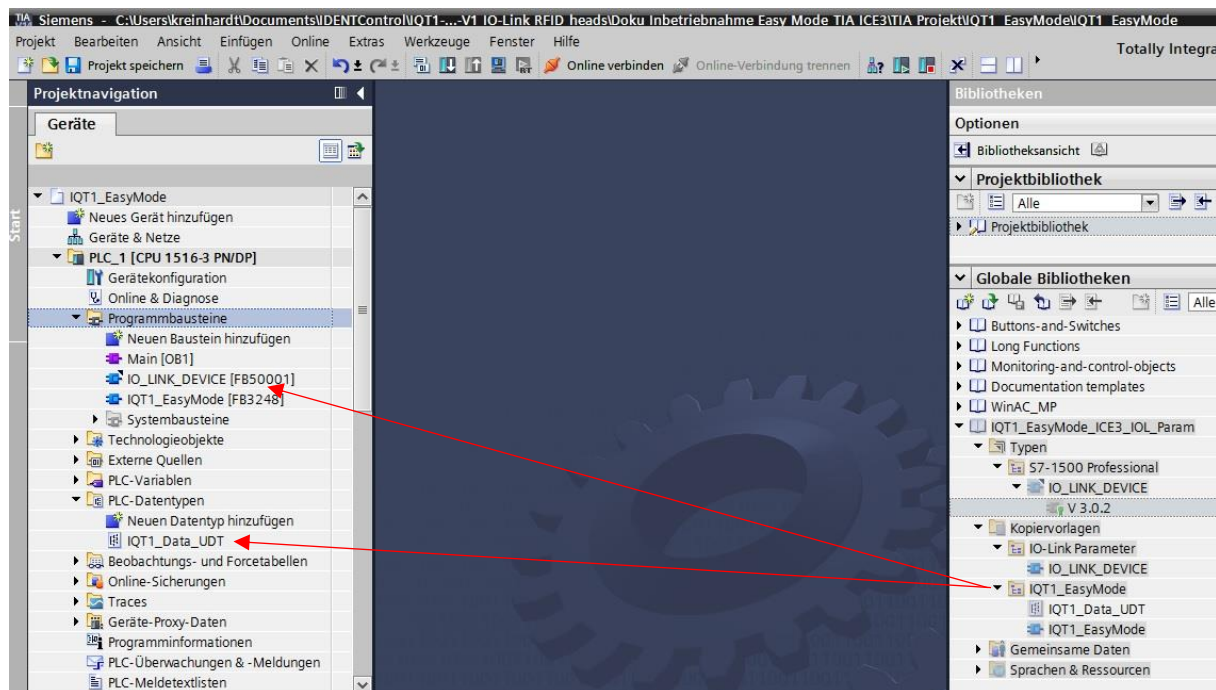 Siemens - C:\Users\kreinhardt\Documents\IDENTControl\IQT1-...-V1 IO-Link RFID heads\Doku Inbetriebnahme Easy Mode TIA ICE3\TIA Projekt\IQT1_EasyMode\IQT1_EasyMode
Projekt Bearbeiten Ansicht Einfügen Online Extras Werkzeuge Fenster Hilfe
Totally Integra
Projekt speichern Online verbinden Online-Verbindung trennen
Projektnavigation
Geräte
Start
IQT1_EasyMode
Neues Gerät hinzufügen
Geräte & Netze
PLC_1 [CPU 1516-3 PN/DP]
Gerätekonfiguration
Online & Diagnose
Programmbausteine
Neuen Baustein hinzufügen
Main [OB1]
IO_LINK_DEVICE [FB50001]
IQT1_EasyMode [FB3248]
Systembausteine
Technologieobjekte
Externe Quellen
PLC-Variablen
PLC-Datentypen
Neuen Datentyp hinzufügen
IQT1_Data_UDT
Beobachtungs- und Forcetabellen
Online-Sicherungen
Traces
Geräte-Proxy-Daten
Programminformationen
PLC-Überwachungen & -Meldungen
PLC-Meldetextlisten
Bibliotheken
Optionen
Bibliotheksansicht
Projektbibliothek
Alle
Projektbibliothek
Globale Bibliotheken
Alle
Buttons-and-Switches
Long Functions
Monitoring-and-control-objects
Documentation templates
WinAC_MP
IQT1_EasyMode_ICE3_IOL_Param
Typen
S7-1500 Professional
IO_LINK_DEVICE
V 3.0.2
Kopiervorlagen
IO-Link Parameter
IO_LINK_DEVICE
IQT1_EasyMode
IQT1_Data_UDT
IQT1_EasyMode
Gemeinsame Daten
Sprachen & Ressourcen